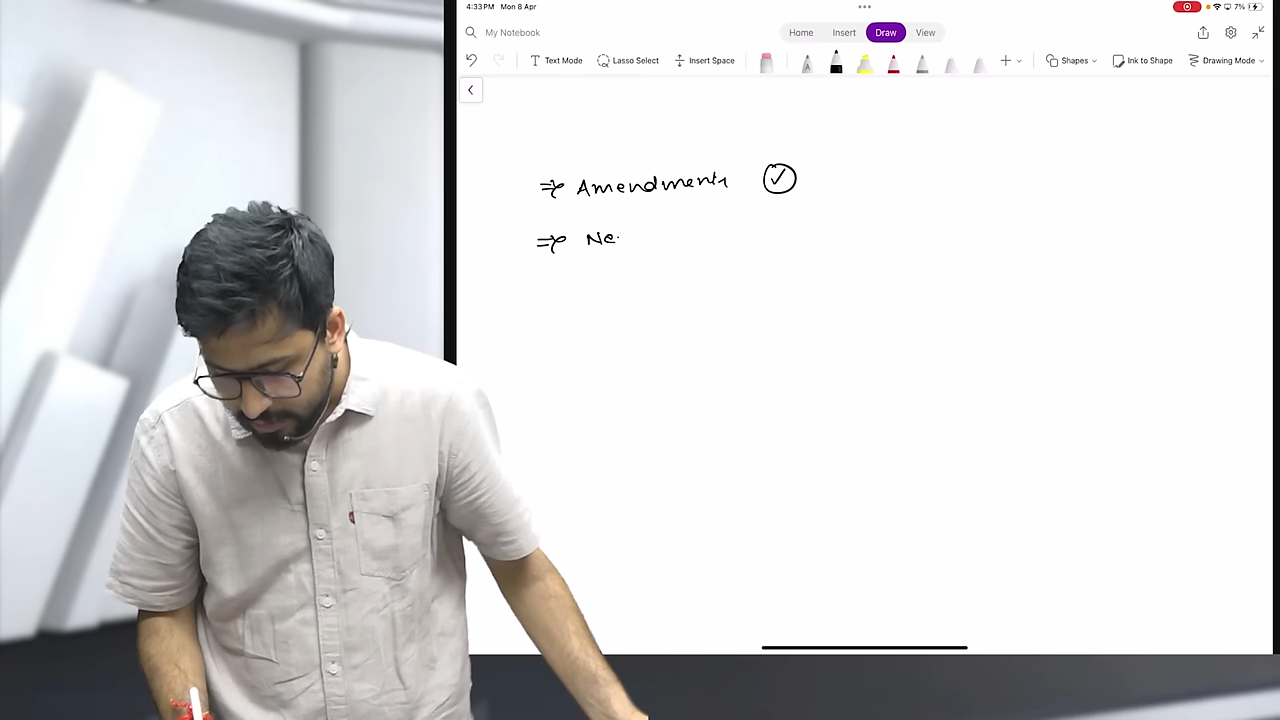 4:33 PM Mon 8 Apr
7%
My Notebook
Home Insert Draw View
Text Mode Lasso Select Insert Space A Shapes Ink to Shape Drawing Mode
⇒ Amendments ✓
⇒ Ne